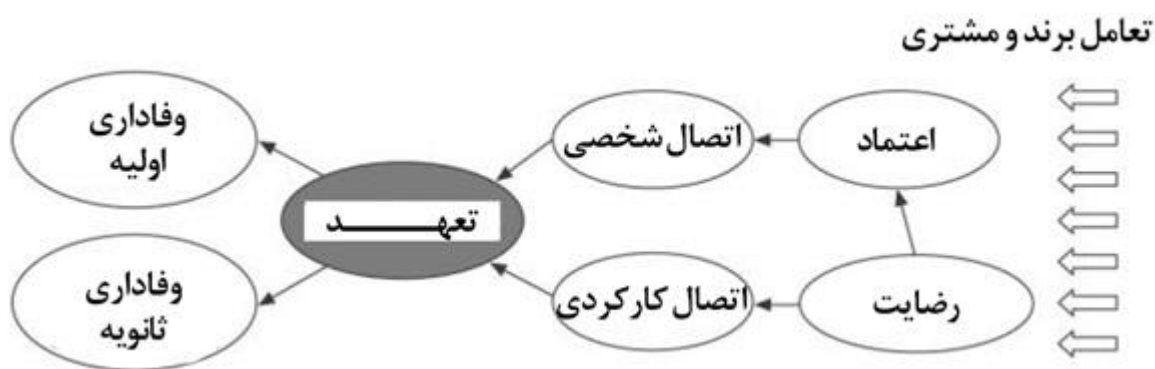 تعامل برند و مشتری
اعتماد
اتصال شخصی
وفاداری
اولیه
تعهـــــــد
رضایت
اتصال کارکردی
وفاداری
ثانویه